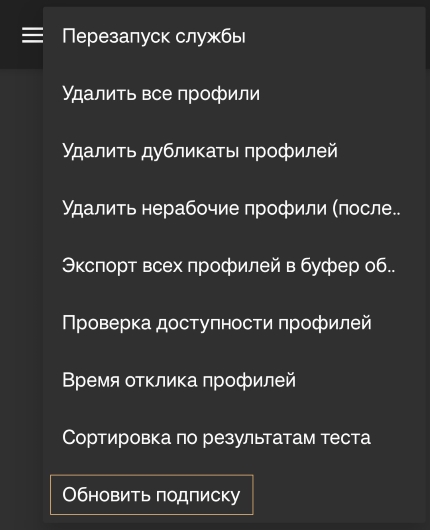 Перезапуск службы
Удалить все профили
Удалить дубликаты профилей
Удалить нерабочие профили (после..
Экспорт всех профилей в буфер об..
Проверка доступности профилей
Время отклика профилей
Сортировка по результатам теста
Обновить подписку